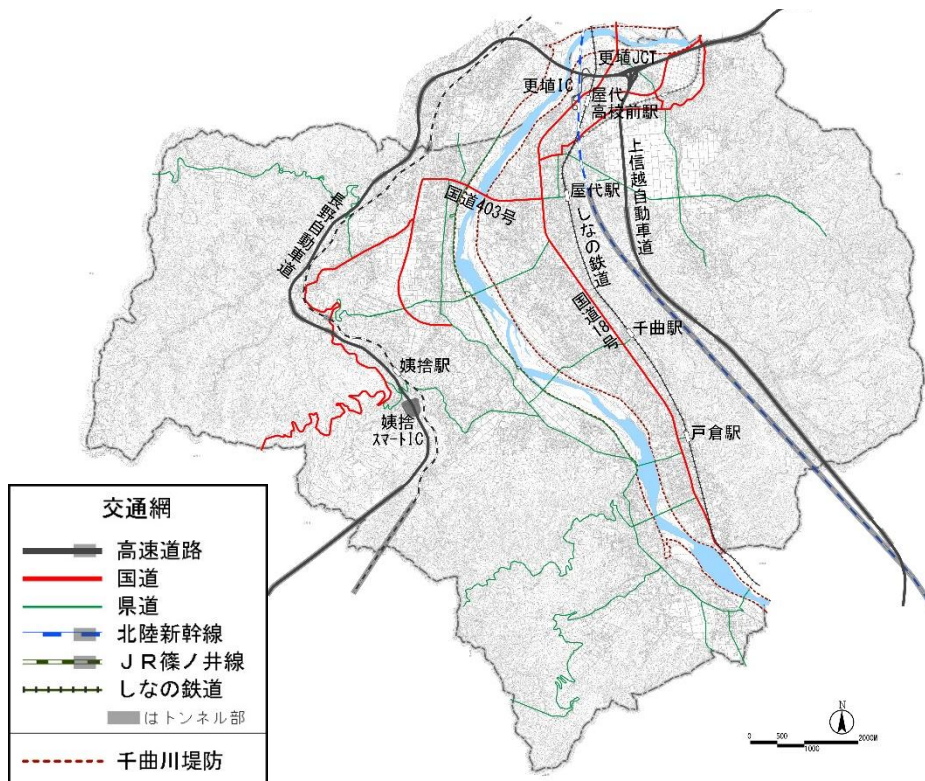 更埴JCT
更埴IC
屋代
高校前駅
上信越自動車道
国道403号
屋代駅
しなの鉄道
長野自動車道
国道18号
千曲駅
姨捨駅
姨捨
ｽﾏｰﾄIC
戸倉駅
交通網
高速道路
国道
県道
北陸新幹線
ＪＲ篠ノ井線
しなの鉄道
はトンネル部
千曲川堤防
N
0 500 1000 2000M